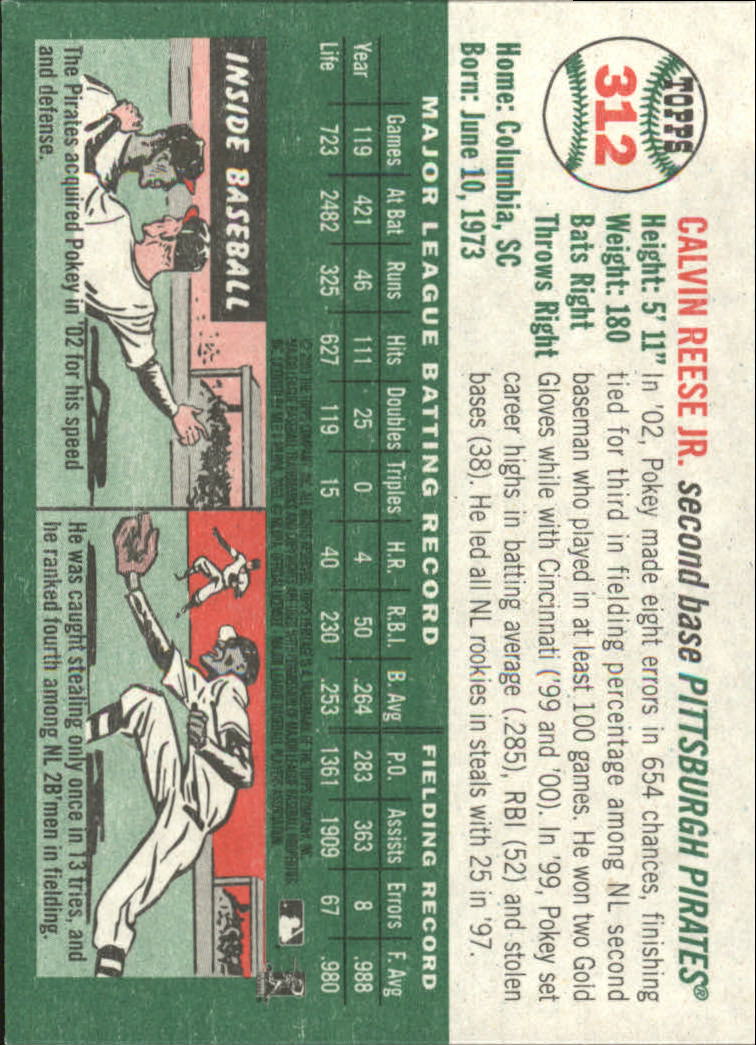 TOPPS
312
CALVIN REESE JR. second base PITTSBURGH PIRATES®
Height: 5' 11"
Weight: 180
Bats Right
Throws Right
Home: Columbia, SC
Born: June 10, 1973
In '02, Pokey made eight errors in 654 chances, finishing
tied for third in fielding percentage among NL second
baseman who played in at least 100 games. He won two Gold
Gloves while with Cincinnati ('99 and '00). In '99, Pokey set
career highs in batting average (.285), RBI (52) and stolen
bases (38). He led all NL rookies in steals with 25 in '97.
MAJOR LEAGUE BATTING RECORD FIELDING RECORD
Year Games At Bat Runs Hits Doubles Triples H.R. R.B.I. B. Avg P.O. Assists Errors F. Avg
119 421 46 111 25 0 4 50 .264 283 363 8 .988
Life 723 2482 325 627 119 15 40 230 .253 1361 1909 67 .980
INSIDE BASEBALL
The Pirates acquired Pokey in '02 for his speed
and defense.
He was caught stealing only once in 13 tries, and
he ranked fourth among NL 2B'men in fielding.